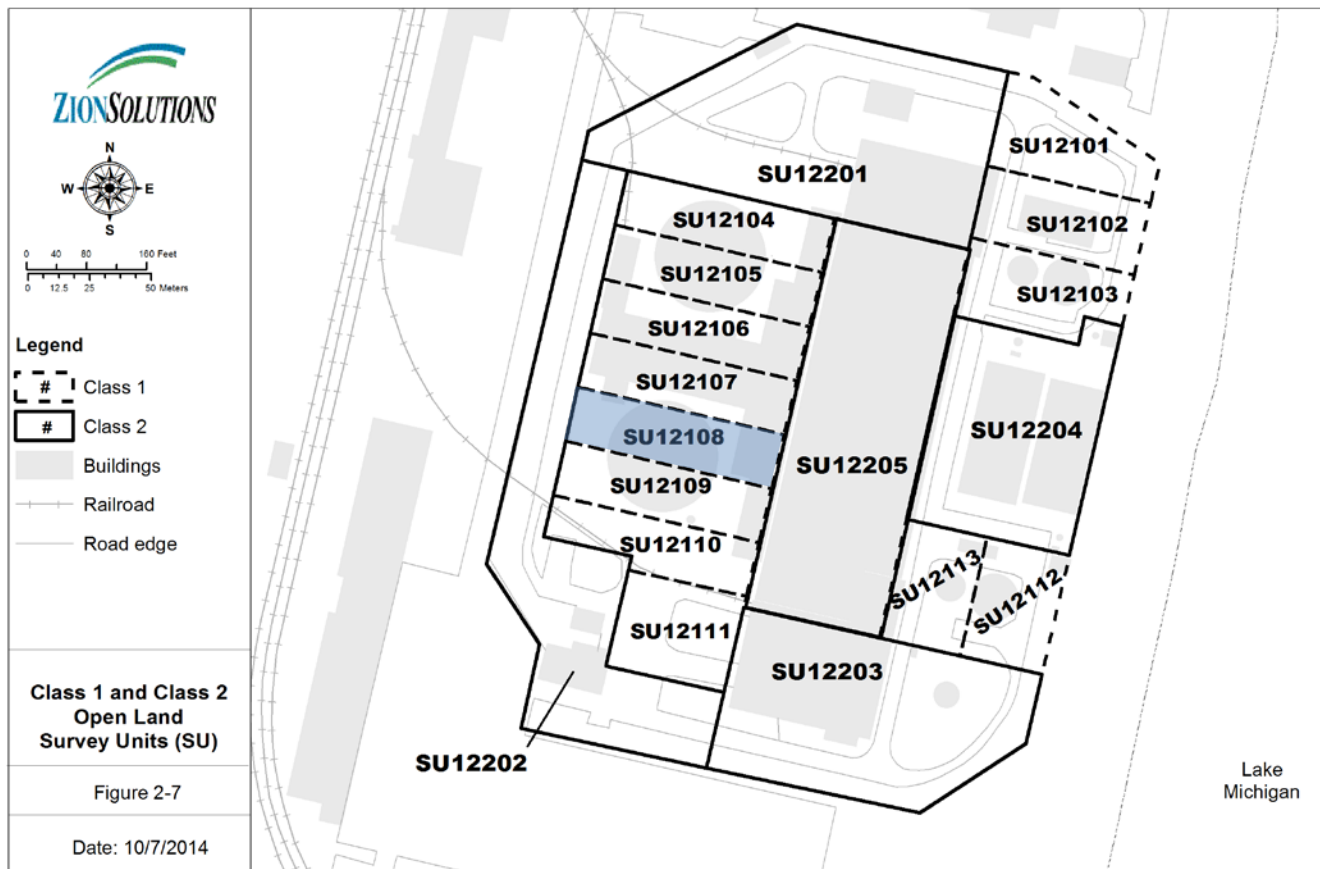 ZIONSOLUTIONS
N
W E
S
0 40 80 160 Feet
0 12.5 25 50 Meters
Legend
# Class 1
# Class 2
Buildings
Railroad
Road edge
Class 1 and Class 2
Open Land
Survey Units (SU)
Figure 2-7
Date: 10/7/2014
SU12101
SU12201
SU12102
SU12104
SU12105
SU12103
SU12106
SU12107
SU12108
SU12204
SU12205
SU12109
SU12110
SU12113
SU12112
SU12111
SU12203
SU12202
Lake
Michigan